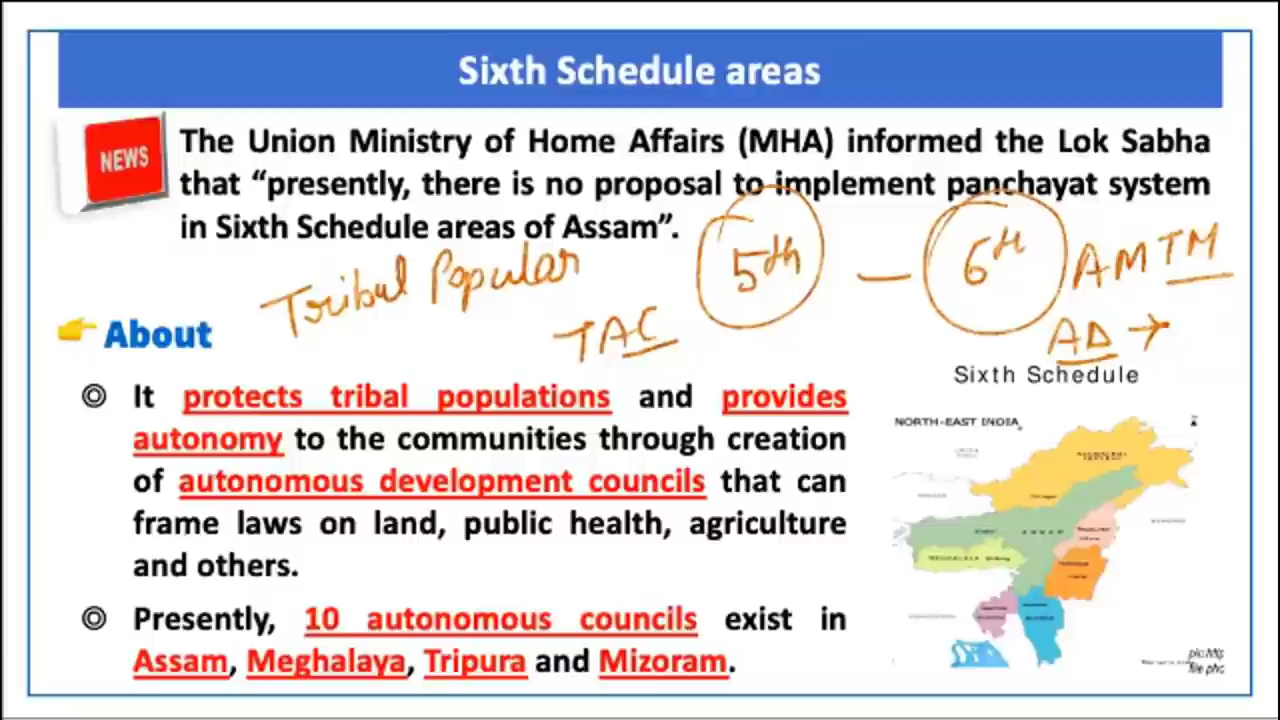 Sixth Schedule areas
NEWS
The Union Ministry of Home Affairs (MHA) informed the Lok Sabha
that “presently, there is no proposal to implement panchayat system
in Sixth Schedule areas of Assam”.
Tribal Popular
5th — 6th AMTM
TAC
AD →
About
It protects tribal populations and provides
autonomy to the communities through creation
of autonomous development councils that can
frame laws on land, public health, agriculture
and others.
Presently, 10 autonomous councils exist in
Assam, Meghalaya, Tripura and Mizoram.
Sixth Schedule
NORTH-EAST INDIA